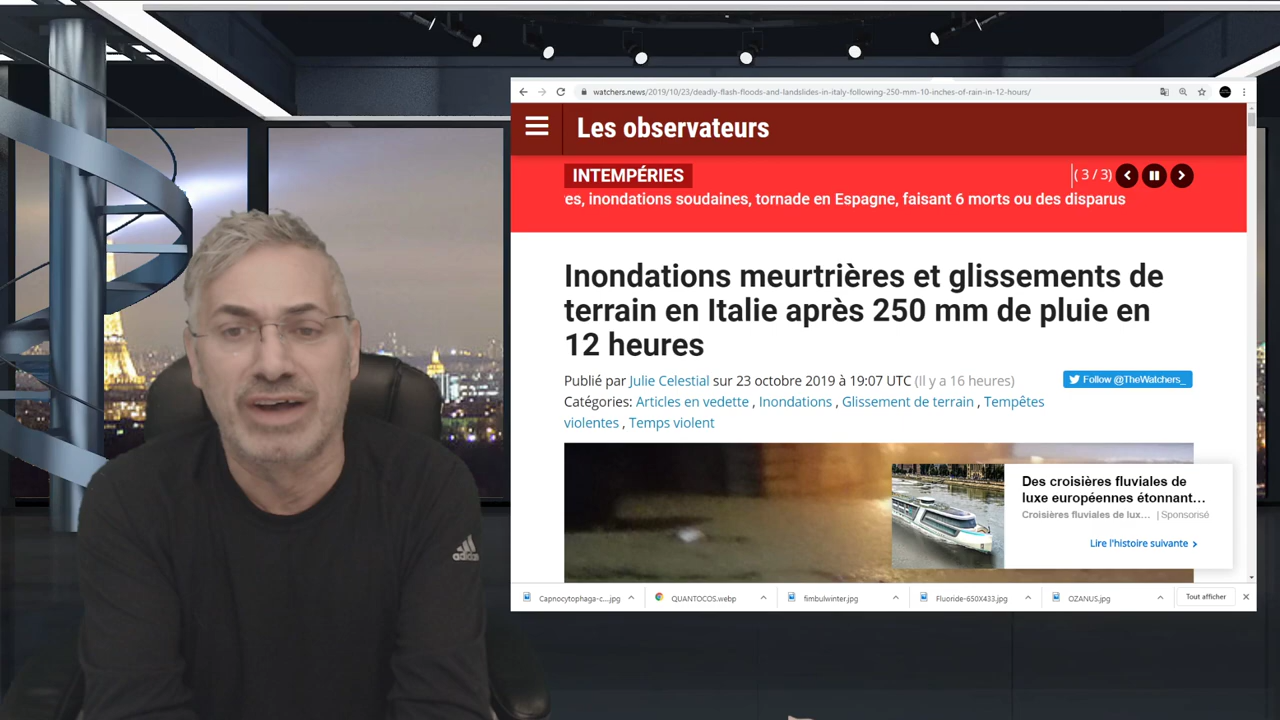 watchers.news/2019/10/23/deadly-flash-floods-and-landslides-in-italy-following-250-mm-10-inches-of-rain-in-12-hours/
Les observateurs
INTEMPÉRIES
( 3 / 3)
es, inondations soudaines, tornade en Espagne, faisant 6 morts ou des disparus
Inondations meurtrières et glissements de
terrain en Italie après 250 mm de pluie en
12 heures
Publié par Julie Celestial sur 23 octobre 2019 à 19:07 UTC (Il y a 16 heures)
Follow @TheWatchers_
Catégories: Articles en vedette , Inondations , Glissement de terrain , Tempêtes
violentes , Temps violent
Des croisières fluviales de
luxe européennes étonnant...
Croisières fluviales de lux... | Sponsorisé
Lire l'histoire suivante
adidas
Capnocytophaga-c....jpg
QUANTOCOS.webp
fimbulwinter.jpg
Fluoride-650X433.jpg
OZANUS.jpg
Tout afficher